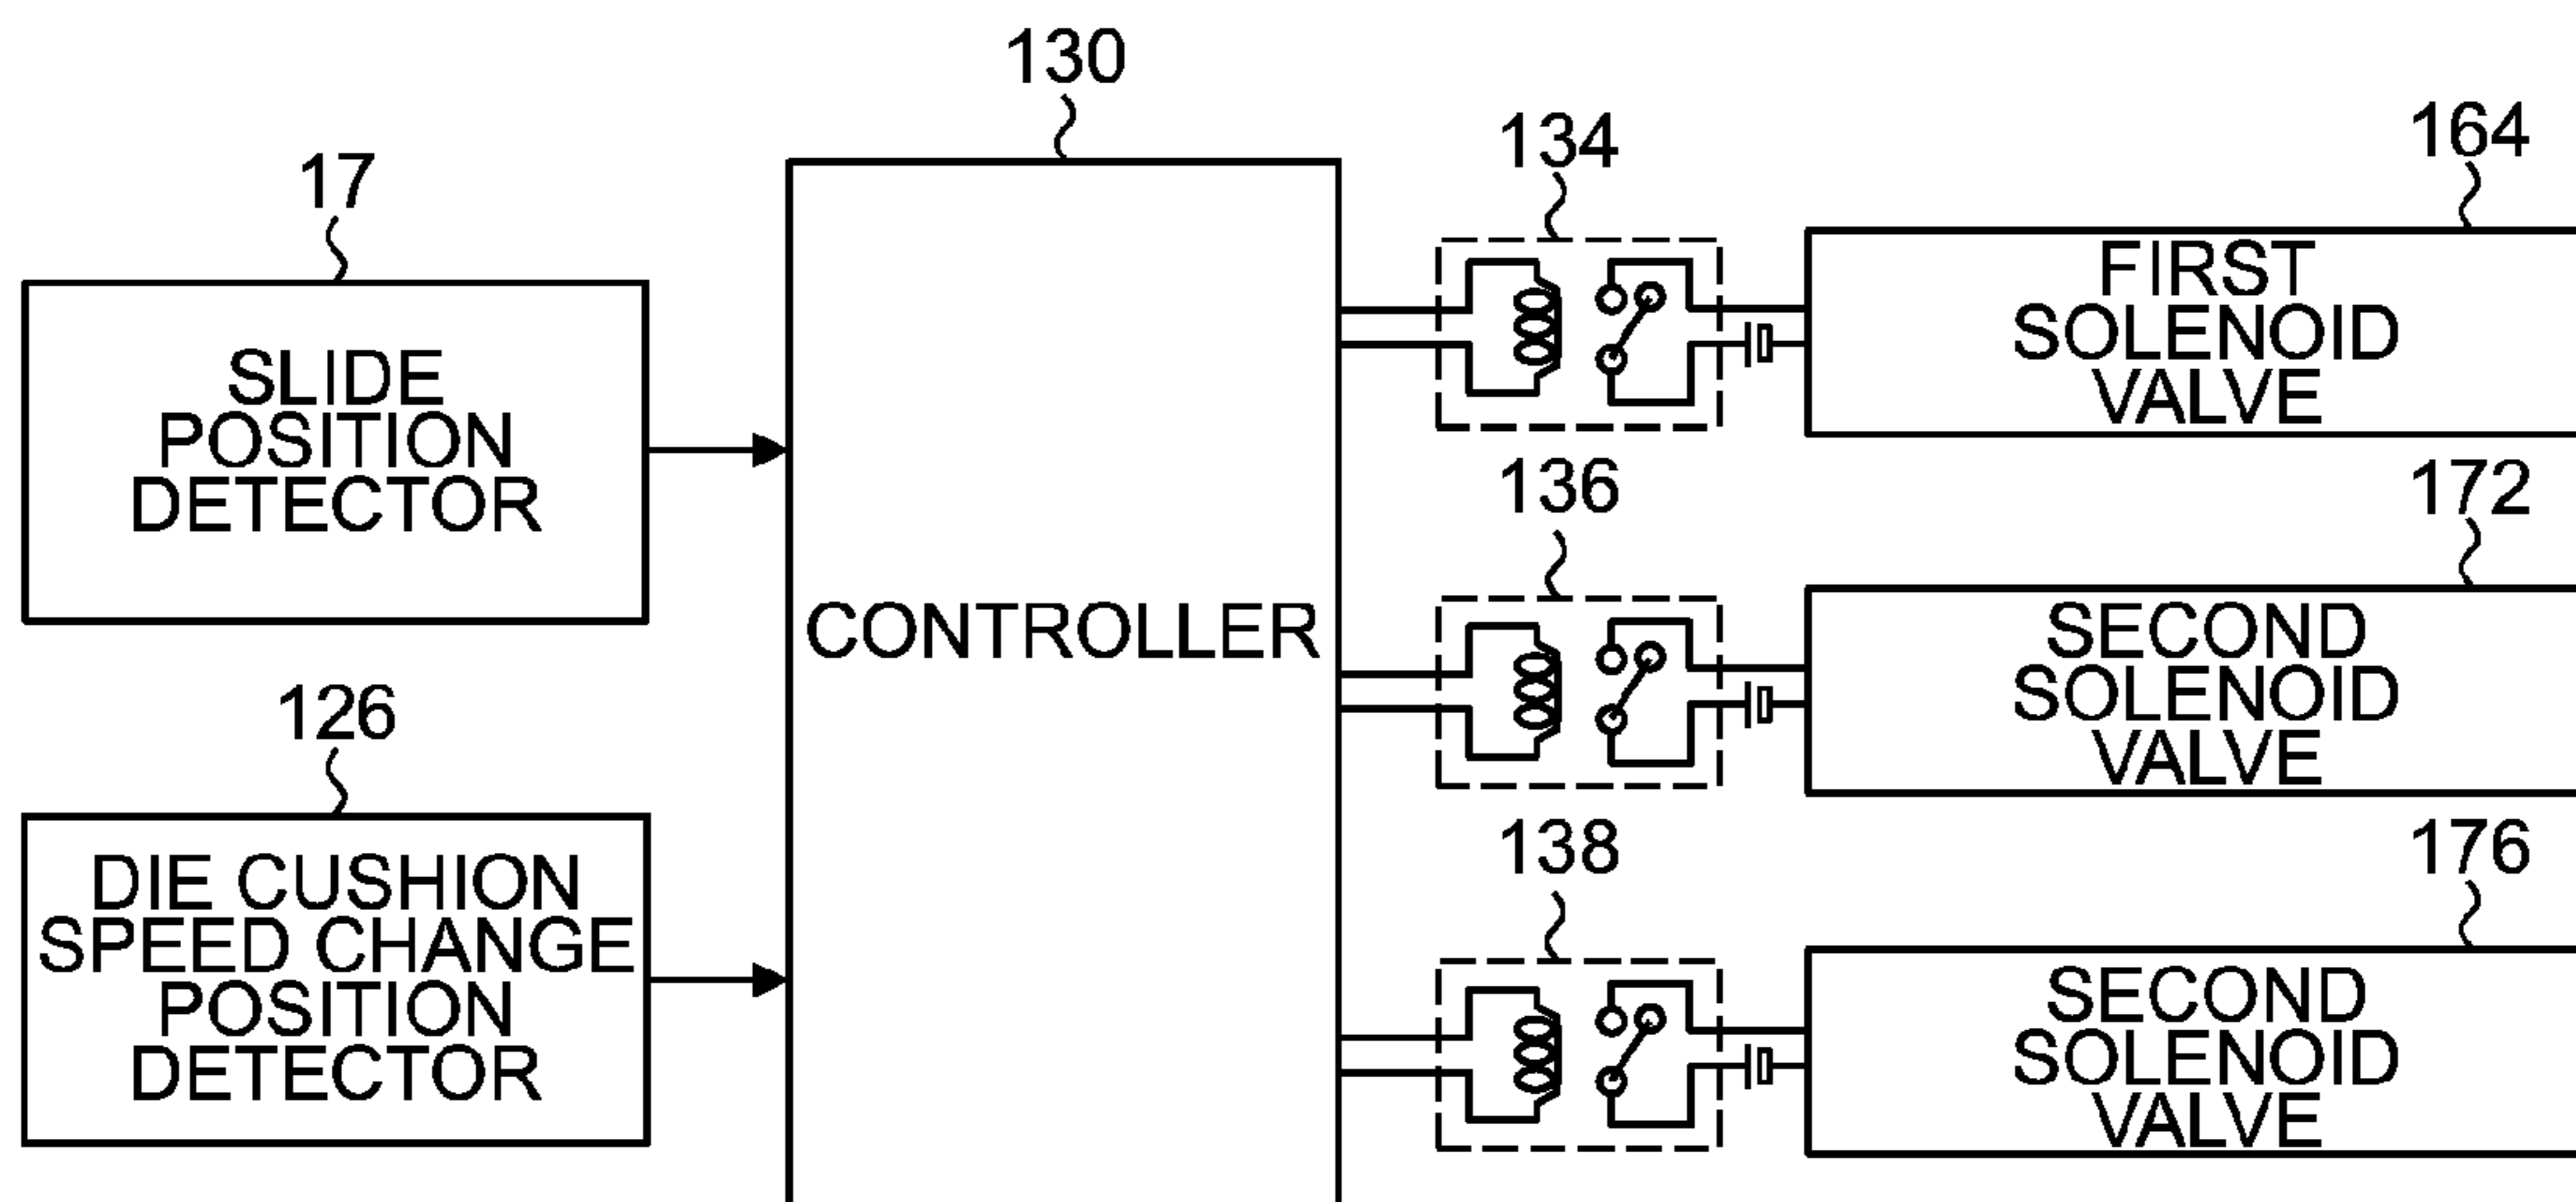 130
134
164
17
FIRST
SOLENOID
VALVE
SLIDE
POSITION
DETECTOR
136
172
CONTROLLER
SECOND
SOLENOID
VALVE
126
138
176
DIE CUSHION
SPEED CHANGE
POSITION
DETECTOR
SECOND
SOLENOID
VALVE